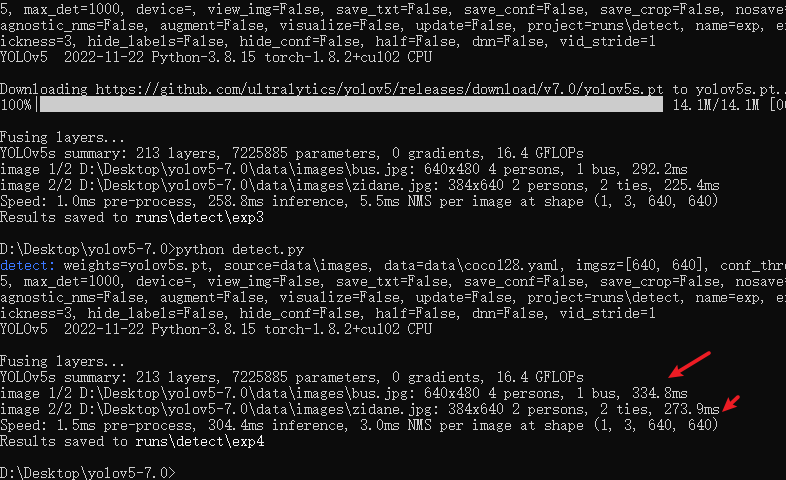 5, max_det=1000, device=, view_img=False, save_txt=False, save_conf=False, save_crop=False, nosave
agnostic_nms=False, augment=False, visualize=False, update=False, project=runs\detect, name=exp, e
ickness=3, hide_labels=False, hide_conf=False, half=False, dnn=False, vid_stride=1
YOLOv5  2022-11-22 Python-3.8.15 torch-1.8.2+cu102 CPU
Downloading https://github.com/ultralytics/yolov5/releases/download/v7.0/yolov5s.pt to yolov5s.pt..
100%| 14.1M/14.1M [0
Fusing layers...
YOLOv5s summary: 213 layers, 7225885 parameters, 0 gradients, 16.4 GFLOPs
image 1/2 D:\Desktop\yolov5-7.0\data\images\bus.jpg: 640x480 4 persons, 1 bus, 292.2ms
image 2/2 D:\Desktop\yolov5-7.0\data\images\zidane.jpg: 384x640 2 persons, 2 ties, 225.4ms
Speed: 1.0ms pre-process, 258.8ms inference, 5.5ms NMS per image at shape (1, 3, 640, 640)
Results saved to runs\detect\exp3
D:\Desktop\yolov5-7.0>python detect.py
detect: weights=yolov5s.pt, source=data\images, data=data\coco128.yaml, imgsz=[640, 640], conf_thr
5, max_det=1000, device=, view_img=False, save_txt=False, save_conf=False, save_crop=False, nosave
agnostic_nms=False, augment=False, visualize=False, update=False, project=runs\detect, name=exp, e
ickness=3, hide_labels=False, hide_conf=False, half=False, dnn=False, vid_stride=1
YOLOv5  2022-11-22 Python-3.8.15 torch-1.8.2+cu102 CPU
Fusing layers...
YOLOv5s summary: 213 layers, 7225885 parameters, 0 gradients, 16.4 GFLOPs
image 1/2 D:\Desktop\yolov5-7.0\data\images\bus.jpg: 640x480 4 persons, 1 bus, 334.8ms
image 2/2 D:\Desktop\yolov5-7.0\data\images\zidane.jpg: 384x640 2 persons, 2 ties, 273.9ms
Speed: 1.5ms pre-process, 304.4ms inference, 3.0ms NMS per image at shape (1, 3, 640, 640)
Results saved to runs\detect\exp4
D:\Desktop\yolov5-7.0>